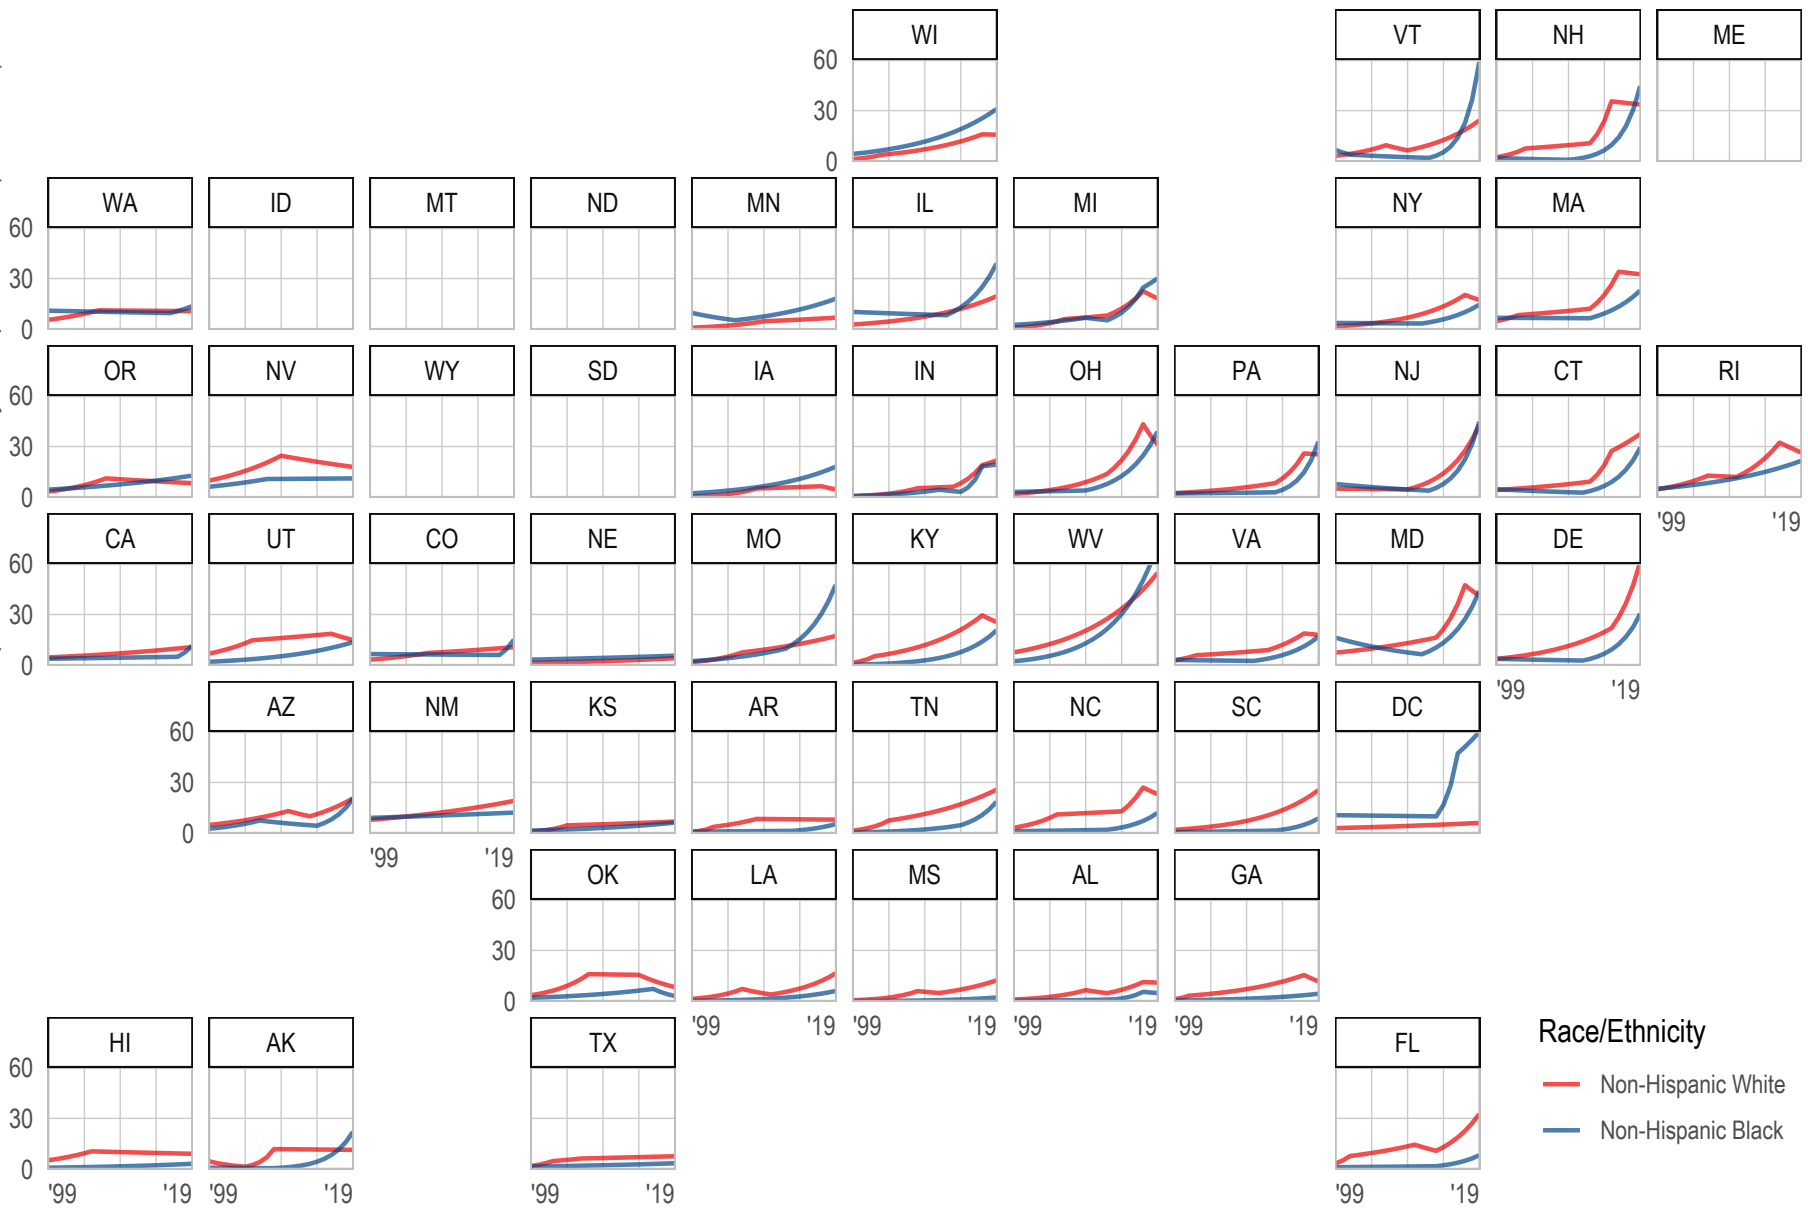 WI VT NH ME
60
30
0
WA ID MT ND MN IL MI NY MA
60
30
0
OR NV WY SD IA IN OH PA NJ CT RI
60
30
0
'99 '19
CA UT CO NE MO KY WV VA MD DE
60
30
0
'99 '19
AZ NM KS AR TN NC SC DC
60
30
0
'99 '19
OK LA MS AL GA
60
30
0
'99 '19 '99 '19 '99 '19 '99 '19
HI AK TX FL
60
30
0
'99 '19 '99 '19 '99 '19 '99 '19
Race/Ethnicity
Non-Hispanic White
Non-Hispanic Black